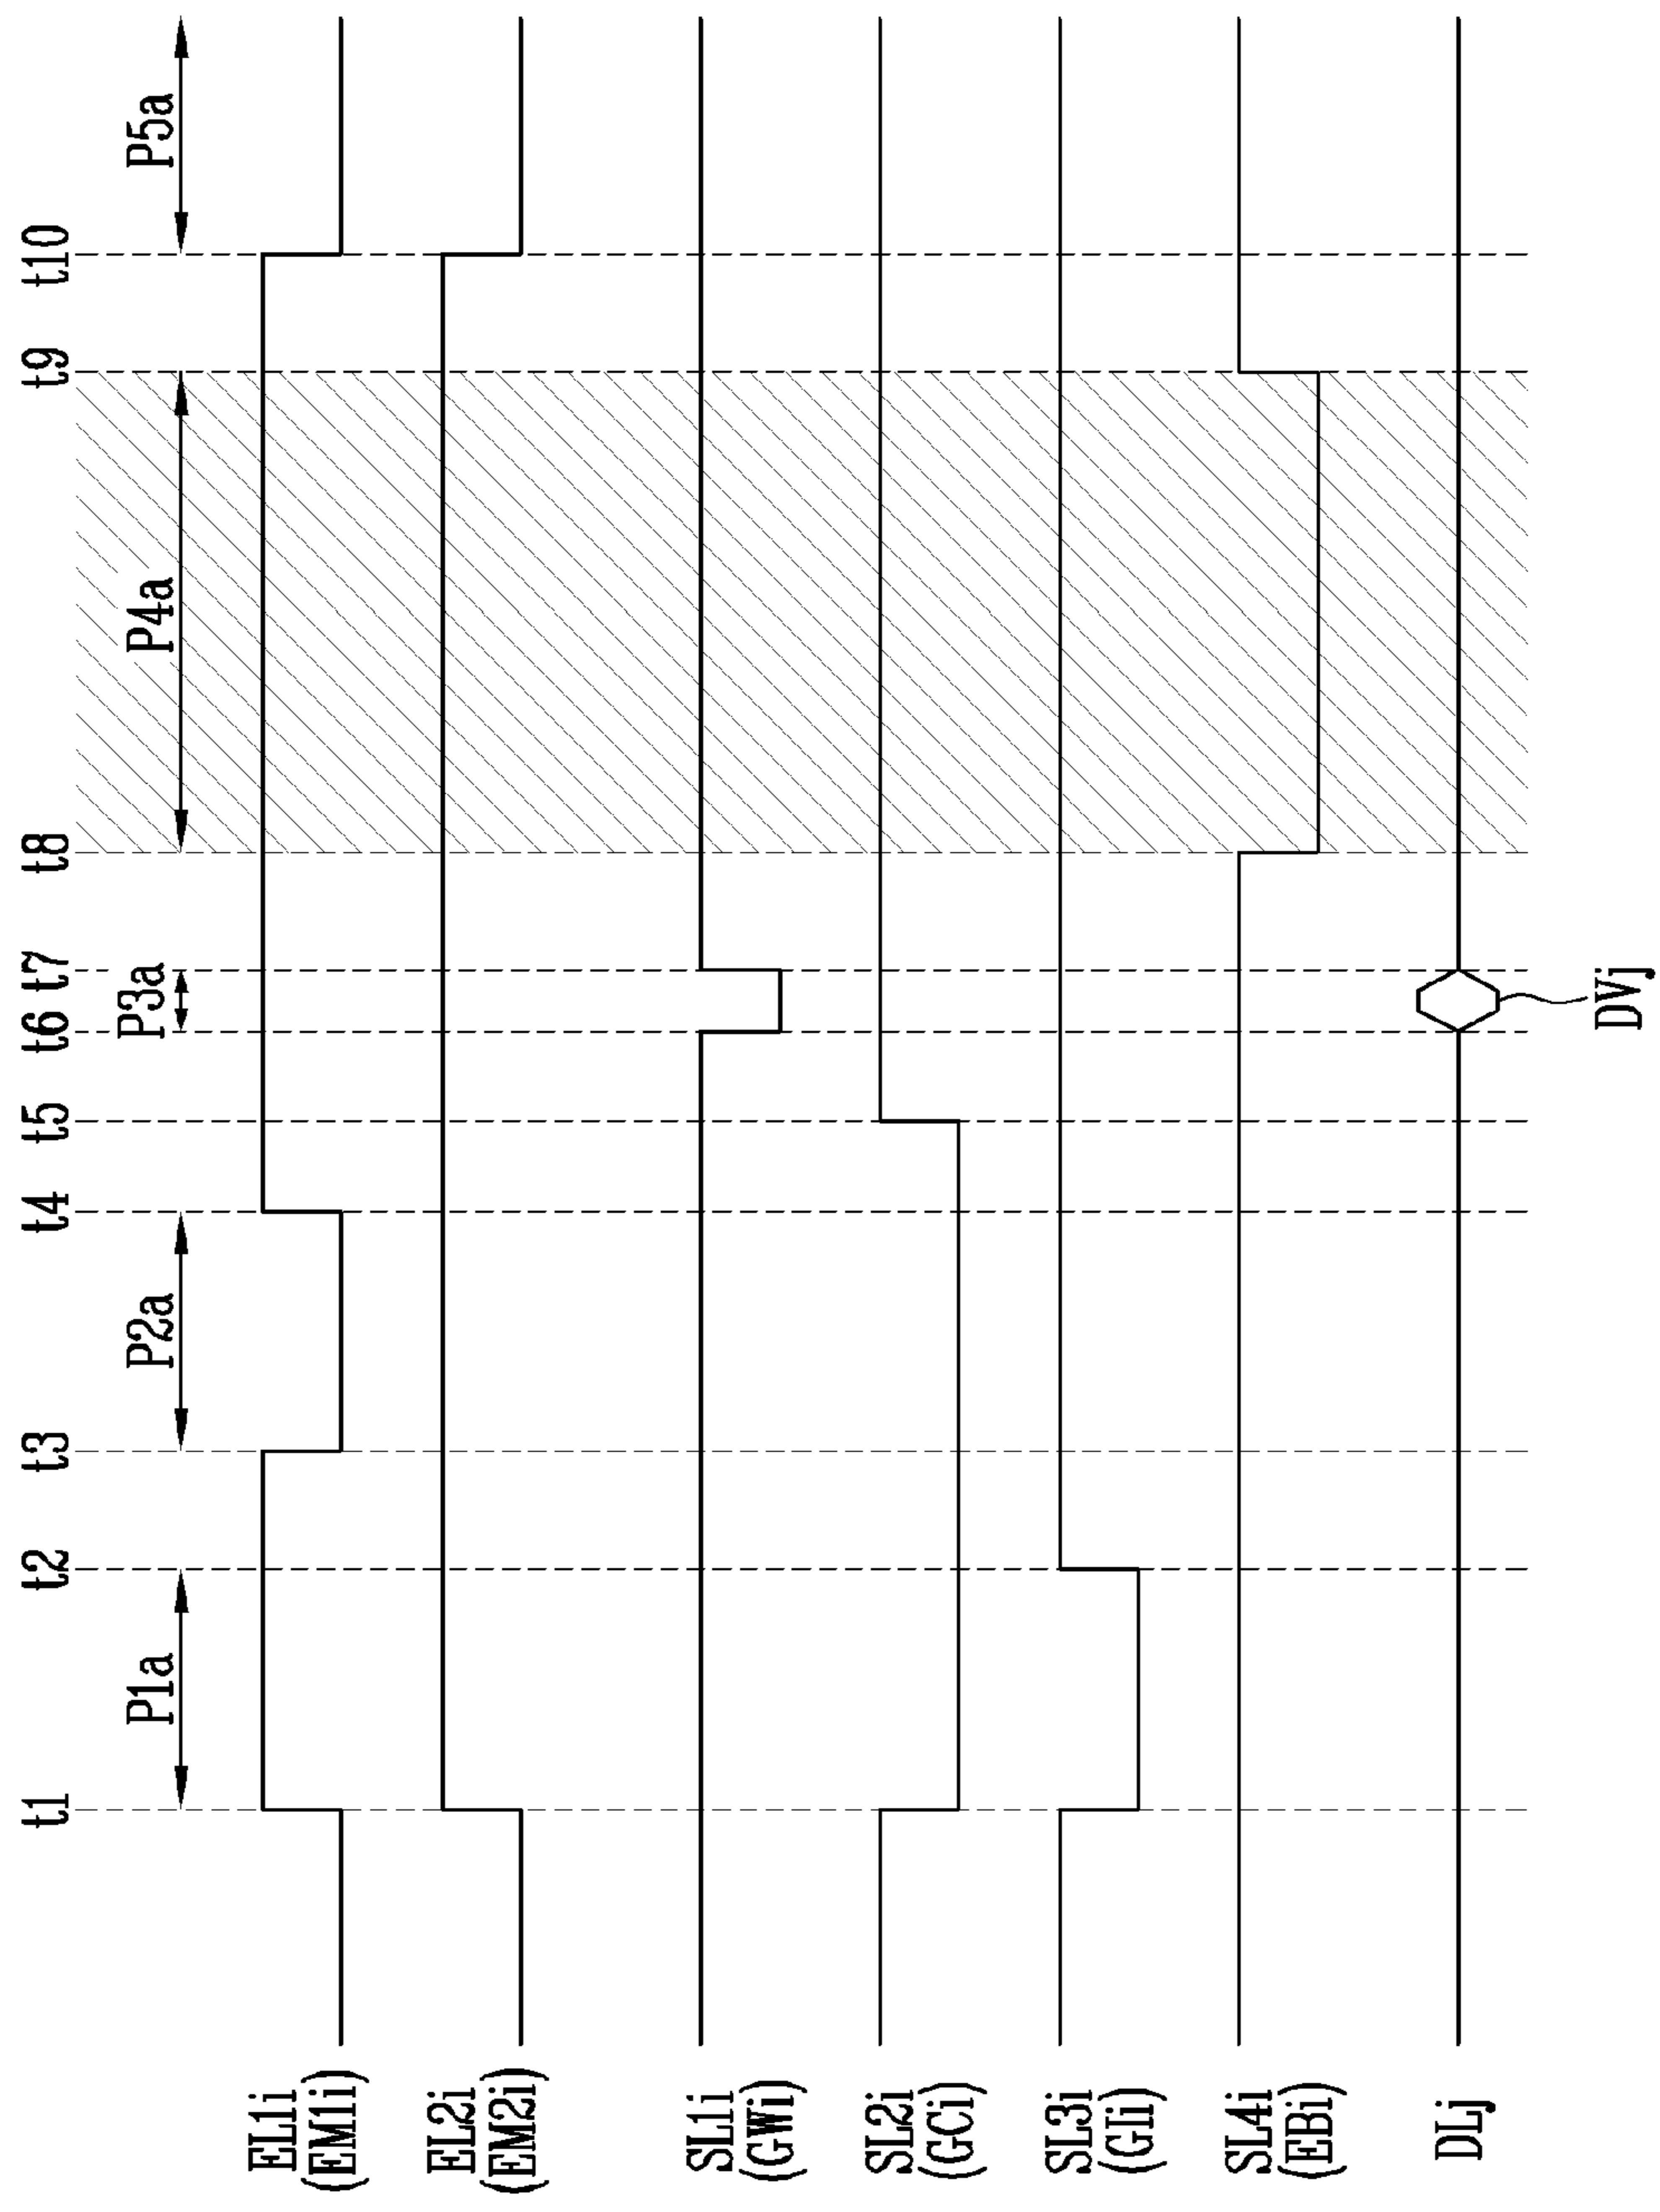 t1 t2 t3 t4 t5 t6 t7 t8 t9 t10
P1a P2a P3a P4a P5a
EL1i
(EM1i)
EL2i
(EM2i)
SL1i
(GWi)
SL2i
(GCi)
SL3i
(GIi)
SL4i
(EBi)
DLj
DVj